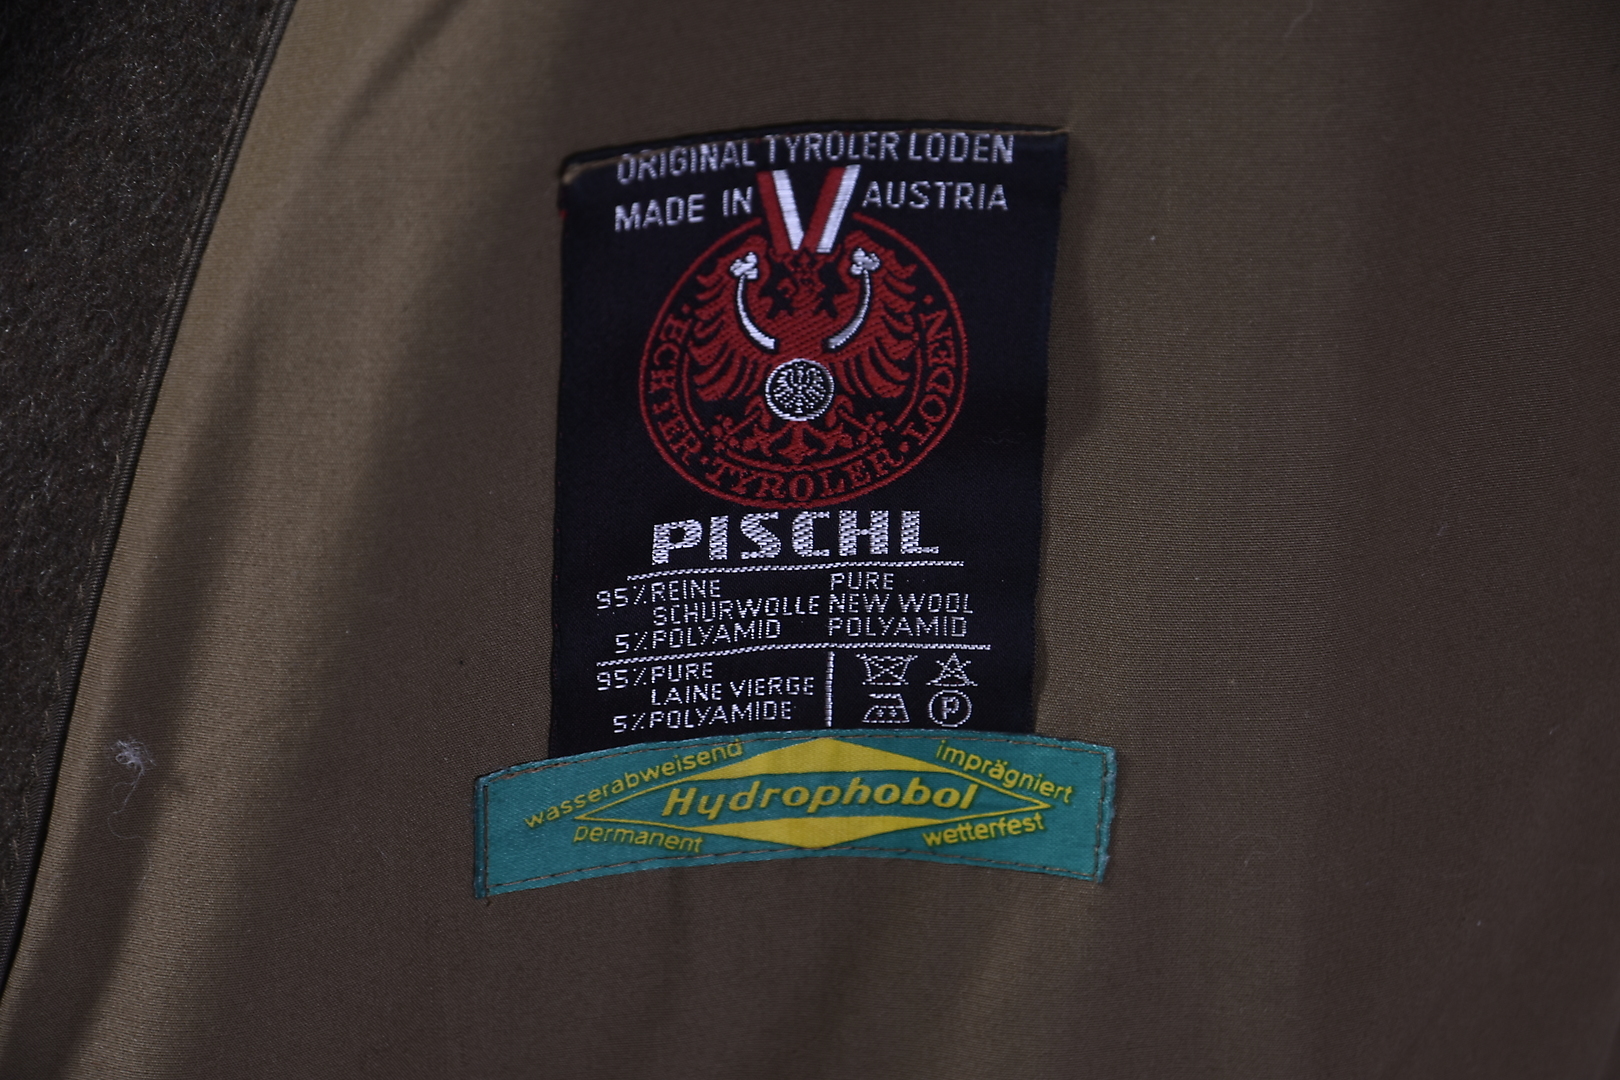 ORIGINAL TYROLER LODEN
MADE IN AUSTRIA
ECHTER · TYROLER · LODEN
PISCHL
95% REINE PURE
SCHURWOLLE NEW WOOL
5% POLYAMID POLYAMID
95% PURE
LAINE VIERGE
5% POLYAMIDE
P
wasserabweisend imprägniert
Hydrophobol
permanent wetterfest